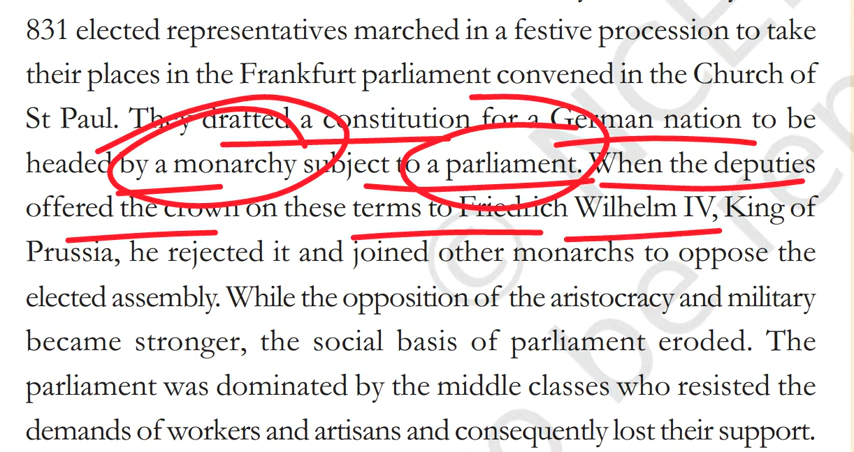 831 elected representatives marched in a festive procession to take
their places in the Frankfurt parliament convened in the Church of
St Paul. They drafted a constitution for a German nation to be
headed by a monarchy subject to a parliament. When the deputies
offered the crown on these terms to Friedrich Wilhelm IV, King of
Prussia, he rejected it and joined other monarchs to oppose the
elected assembly. While the opposition of the aristocracy and military
became stronger, the social basis of parliament eroded. The
parliament was dominated by the middle classes who resisted the
demands of workers and artisans and consequently lost their support.